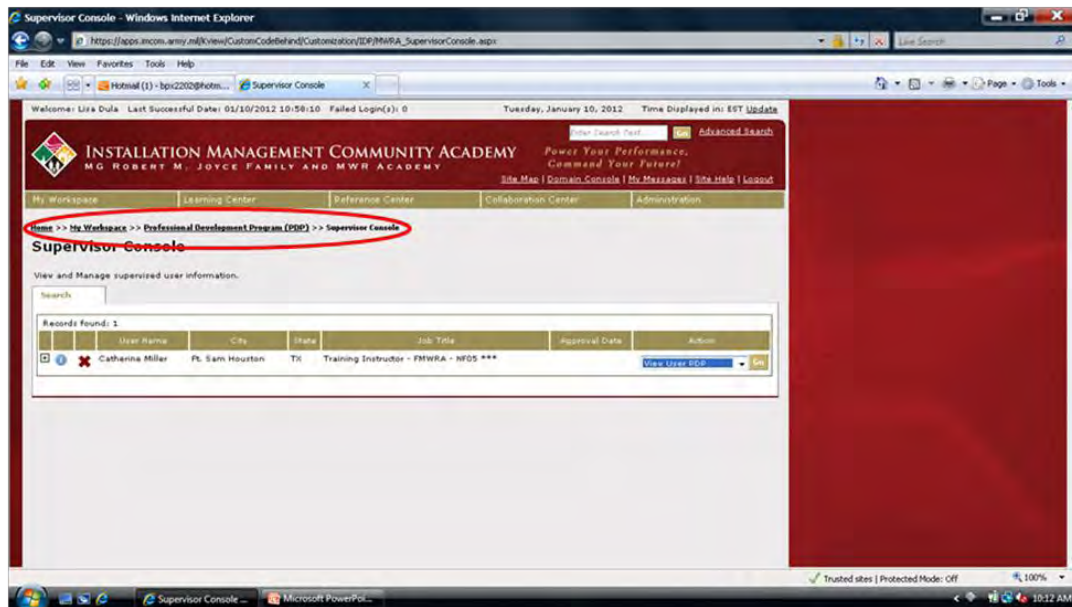 Supervisor Console - Windows Internet Explorer
https://apps.imcom.army.mil/Kview/CustomCodeBehind/Customization/IDP/MWRA_SupervisorConsole.aspx
Live Search
File Edit View Favorites Tools Help
Hotmail (1) - bpx2202@hotm... Supervisor Console X
Page Tools
Welcome: Lisa Dula Last Successful Date: 01/10/2012 10:58:10 Failed Login(s): 0 Tuesday, January 10, 2012 Time Displayed in: EST Update
Enter Search Text... Go Advanced Search
INSTALLATION MANAGEMENT COMMUNITY ACADEMY
MG ROBERT M. JOYCE FAMILY AND MWR ACADEMY
Power Your Performance,
Command Your Future!
Site Map | Domain Console | My Messages | Site Help | Logout
My Workspace Learning Center Reference Center Collaboration Center Administration
Home >> My Workspace >> Professional Development Program (PDP) >> Supervisor Console
Supervisor Console
View and Manage supervised user information.
Search
Records found: 1
User Name City State Job Title Approval Date Action
Catherine Miller Ft. Sam Houston TX Training Instructor - FMWRA - NF05 *** View User PDP Go
Trusted sites | Protected Mode: Off 100%
Supervisor Console ... Microsoft PowerPoi... 10:12 AM